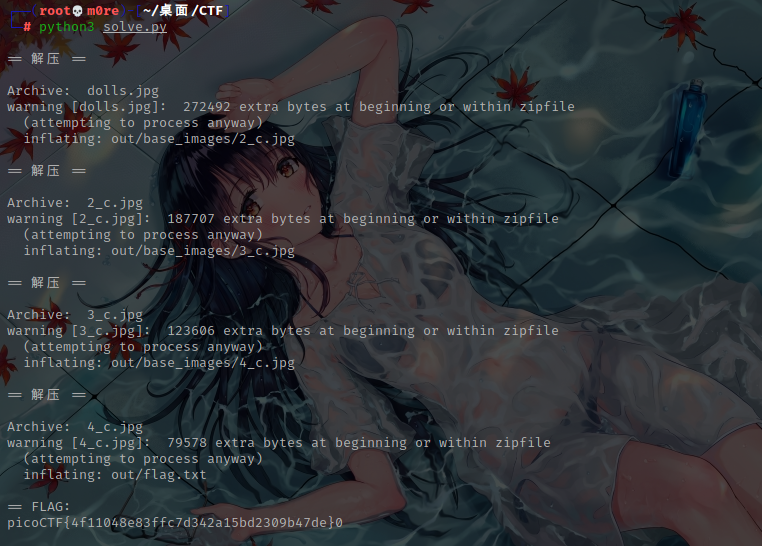 (root💀m0re)-[~/桌面/CTF]
# python3 solve.py
== 解压 ==
Archive:  dolls.jpg
warning [dolls.jpg]:  272492 extra bytes at beginning or within zipfile
  (attempting to process anyway)
  inflating: out/base_images/2_c.jpg
== 解压 ==
Archive:  2_c.jpg
warning [2_c.jpg]:  187707 extra bytes at beginning or within zipfile
  (attempting to process anyway)
  inflating: out/base_images/3_c.jpg
== 解压 ==
Archive:  3_c.jpg
warning [3_c.jpg]:  123606 extra bytes at beginning or within zipfile
  (attempting to process anyway)
  inflating: out/base_images/4_c.jpg
== 解压 ==
Archive:  4_c.jpg
warning [4_c.jpg]:  79578 extra bytes at beginning or within zipfile
  (attempting to process anyway)
  inflating: out/flag.txt
== FLAG:
picoCTF{4f11048e83ffc7d342a15bd2309b47de}0